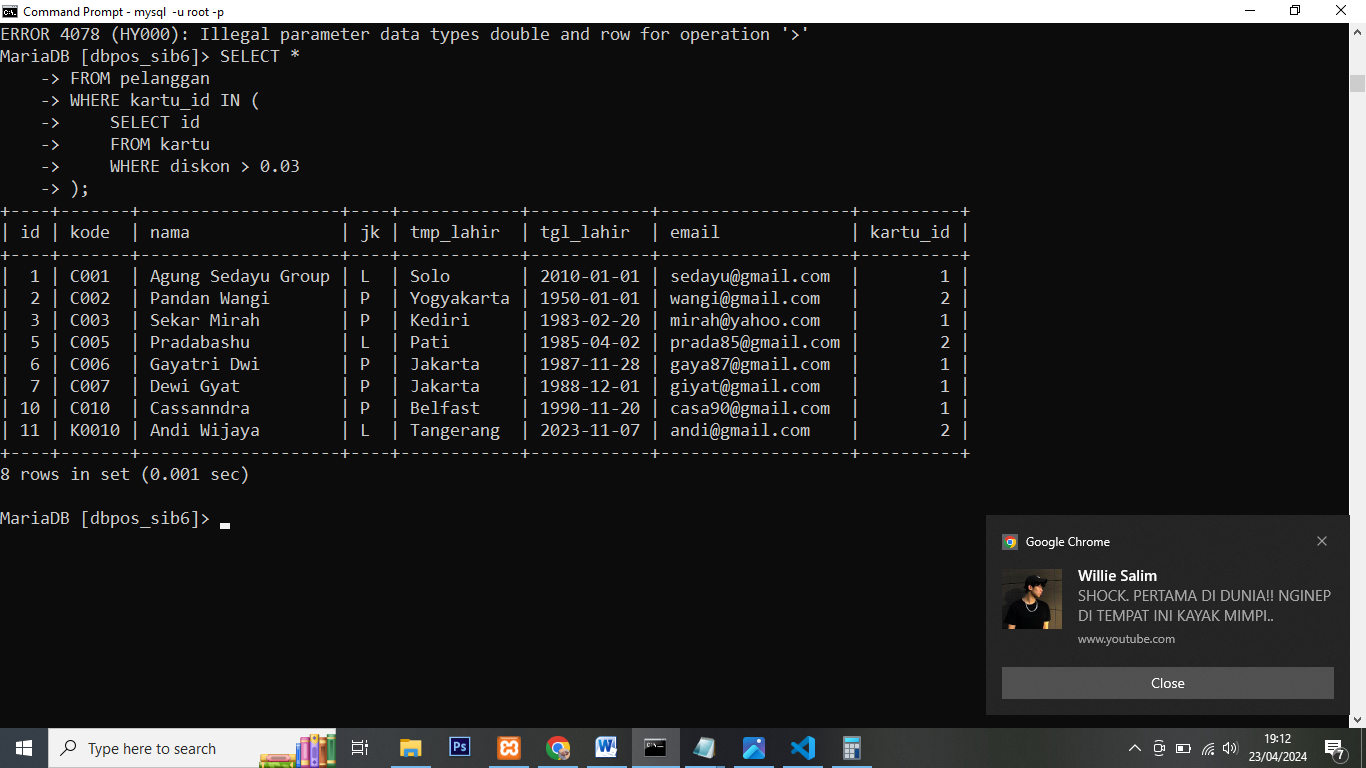 Command Prompt - mysql  -u root -p
ERROR 4078 (HY000): Illegal parameter data types double and row for operation '>'
MariaDB [dbpos_sib6]> SELECT *
    -> FROM pelanggan
    -> WHERE kartu_id IN (
    ->     SELECT id
    ->     FROM kartu
    ->     WHERE diskon > 0.03
    -> );
+----+-------+--------------------+----+------------+------------+-------------------+----------+
| id | kode  | nama               | jk | tmp_lahir  | tgl_lahir  | email             | kartu_id |
+----+-------+--------------------+----+------------+------------+-------------------+----------+
|  1 | C001  | Agung Sedayu Group | L  | Solo       | 2010-01-01 | sedayu@gmail.com  |        1 |
|  2 | C002  | Pandan Wangi       | P  | Yogyakarta | 1950-01-01 | wangi@gmail.com   |        2 |
|  3 | C003  | Sekar Mirah        | P  | Kediri     | 1983-02-20 | mirah@yahoo.com   |        1 |
|  5 | C005  | Pradabashu         | L  | Pati       | 1985-04-02 | prada85@gmail.com |        2 |
|  6 | C006  | Gayatri Dwi        | P  | Jakarta    | 1987-11-28 | gaya87@gmail.com  |        1 |
|  7 | C007  | Dewi Gyat          | P  | Jakarta    | 1988-12-01 | giyat@gmail.com   |        1 |
| 10 | C010  | Cassanndra         | P  | Belfast    | 1990-11-20 | casa90@gmail.com  |        1 |
| 11 | K0010 | Andi Wijaya        | L  | Tangerang  | 2023-11-07 | andi@gmail.com    |        2 |
+----+-------+--------------------+----+------------+------------+-------------------+----------+
8 rows in set (0.001 sec)
MariaDB [dbpos_sib6]>
Google Chrome
Willie Salim
SHOCK. PERTAMA DI DUNIA!! NGINEP
DI TEMPAT INI KAYAK MIMPI..
www.youtube.com
Close
Type here to search
Ps
W
19:12
23/04/2024
7